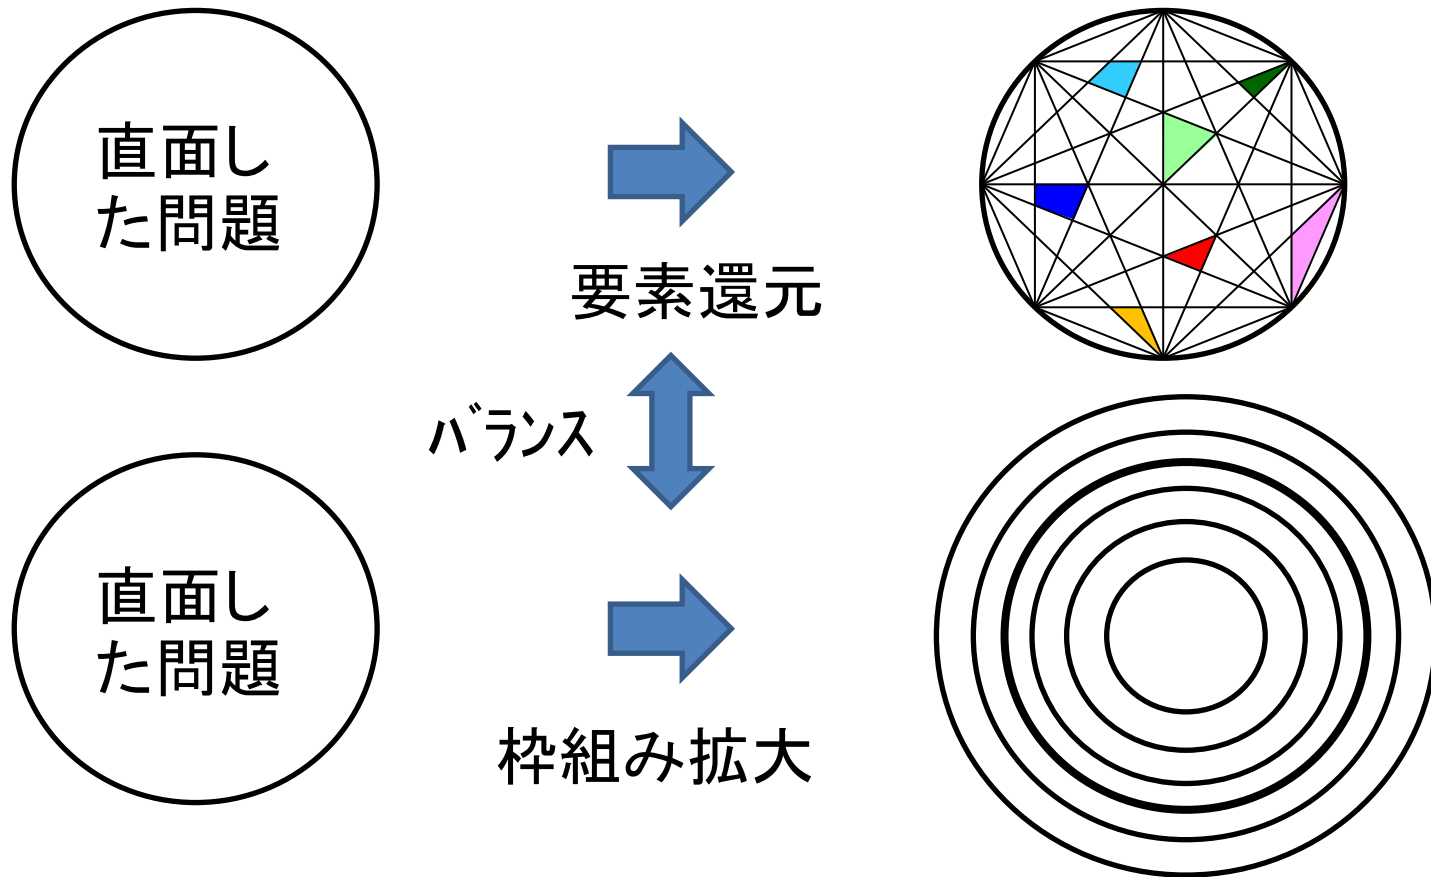 直面し
た問題
要素還元
バランス
直面し
た問題
枠組み拡大